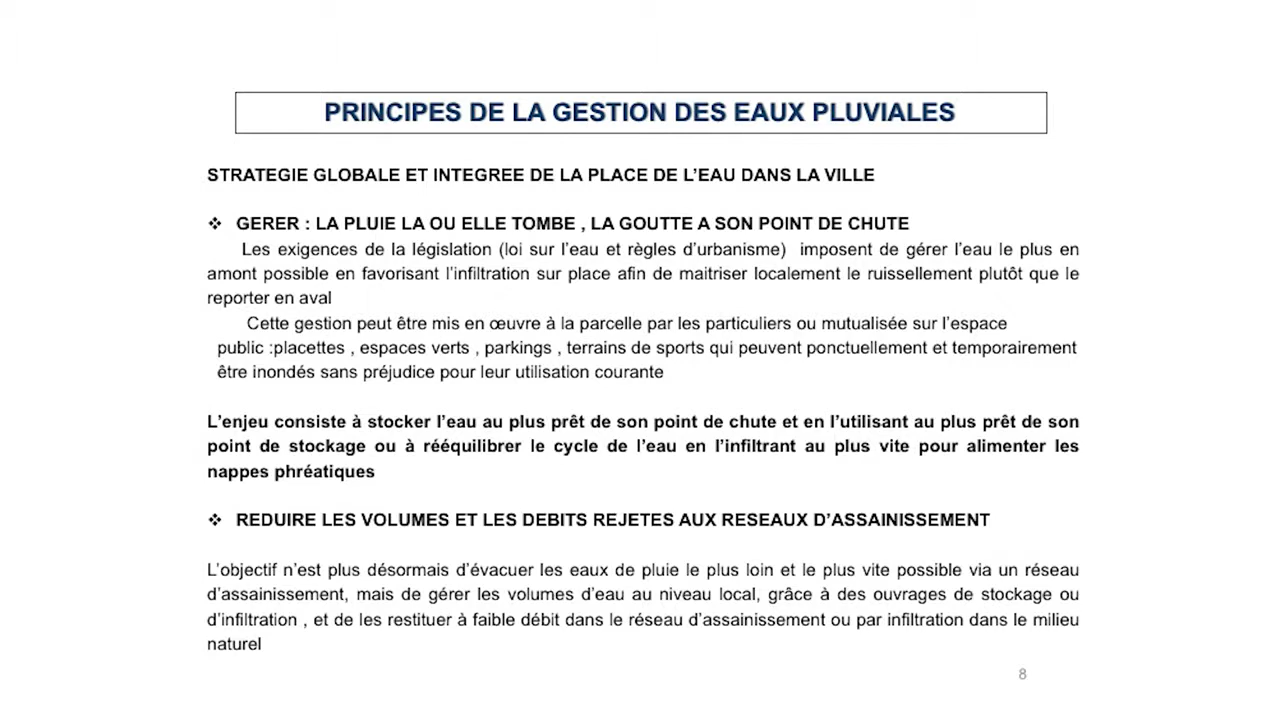 PRINCIPES DE LA GESTION DES EAUX PLUVIALES
STRATEGIE GLOBALE ET INTEGREE DE LA PLACE DE L'EAU DANS LA VILLE
❖ GERER : LA PLUIE LA OU ELLE TOMBE , LA GOUTTE A SON POINT DE CHUTE
Les exigences de la législation (loi sur l'eau et règles d'urbanisme) imposent de gérer l'eau le plus en
amont possible en favorisant l'infiltration sur place afin de maitriser localement le ruissellement plutôt que le
reporter en aval
Cette gestion peut être mis en œuvre à la parcelle par les particuliers ou mutualisée sur l'espace
public :placettes , espaces verts , parkings , terrains de sports qui peuvent ponctuellement et temporairement
être inondés sans préjudice pour leur utilisation courante
L'enjeu consiste à stocker l'eau au plus prêt de son point de chute et en l'utilisant au plus prêt de son
point de stockage ou à rééquilibrer le cycle de l'eau en l'infiltrant au plus vite pour alimenter les
nappes phréatiques
❖ REDUIRE LES VOLUMES ET LES DEBITS REJETES AUX RESEAUX D'ASSAINISSEMENT
L'objectif n'est plus désormais d'évacuer les eaux de pluie le plus loin et le plus vite possible via un réseau
d'assainissement, mais de gérer les volumes d'eau au niveau local, grâce à des ouvrages de stockage ou
d'infiltration , et de les restituer à faible débit dans le réseau d'assainissement ou par infiltration dans le milieu
naturel
8